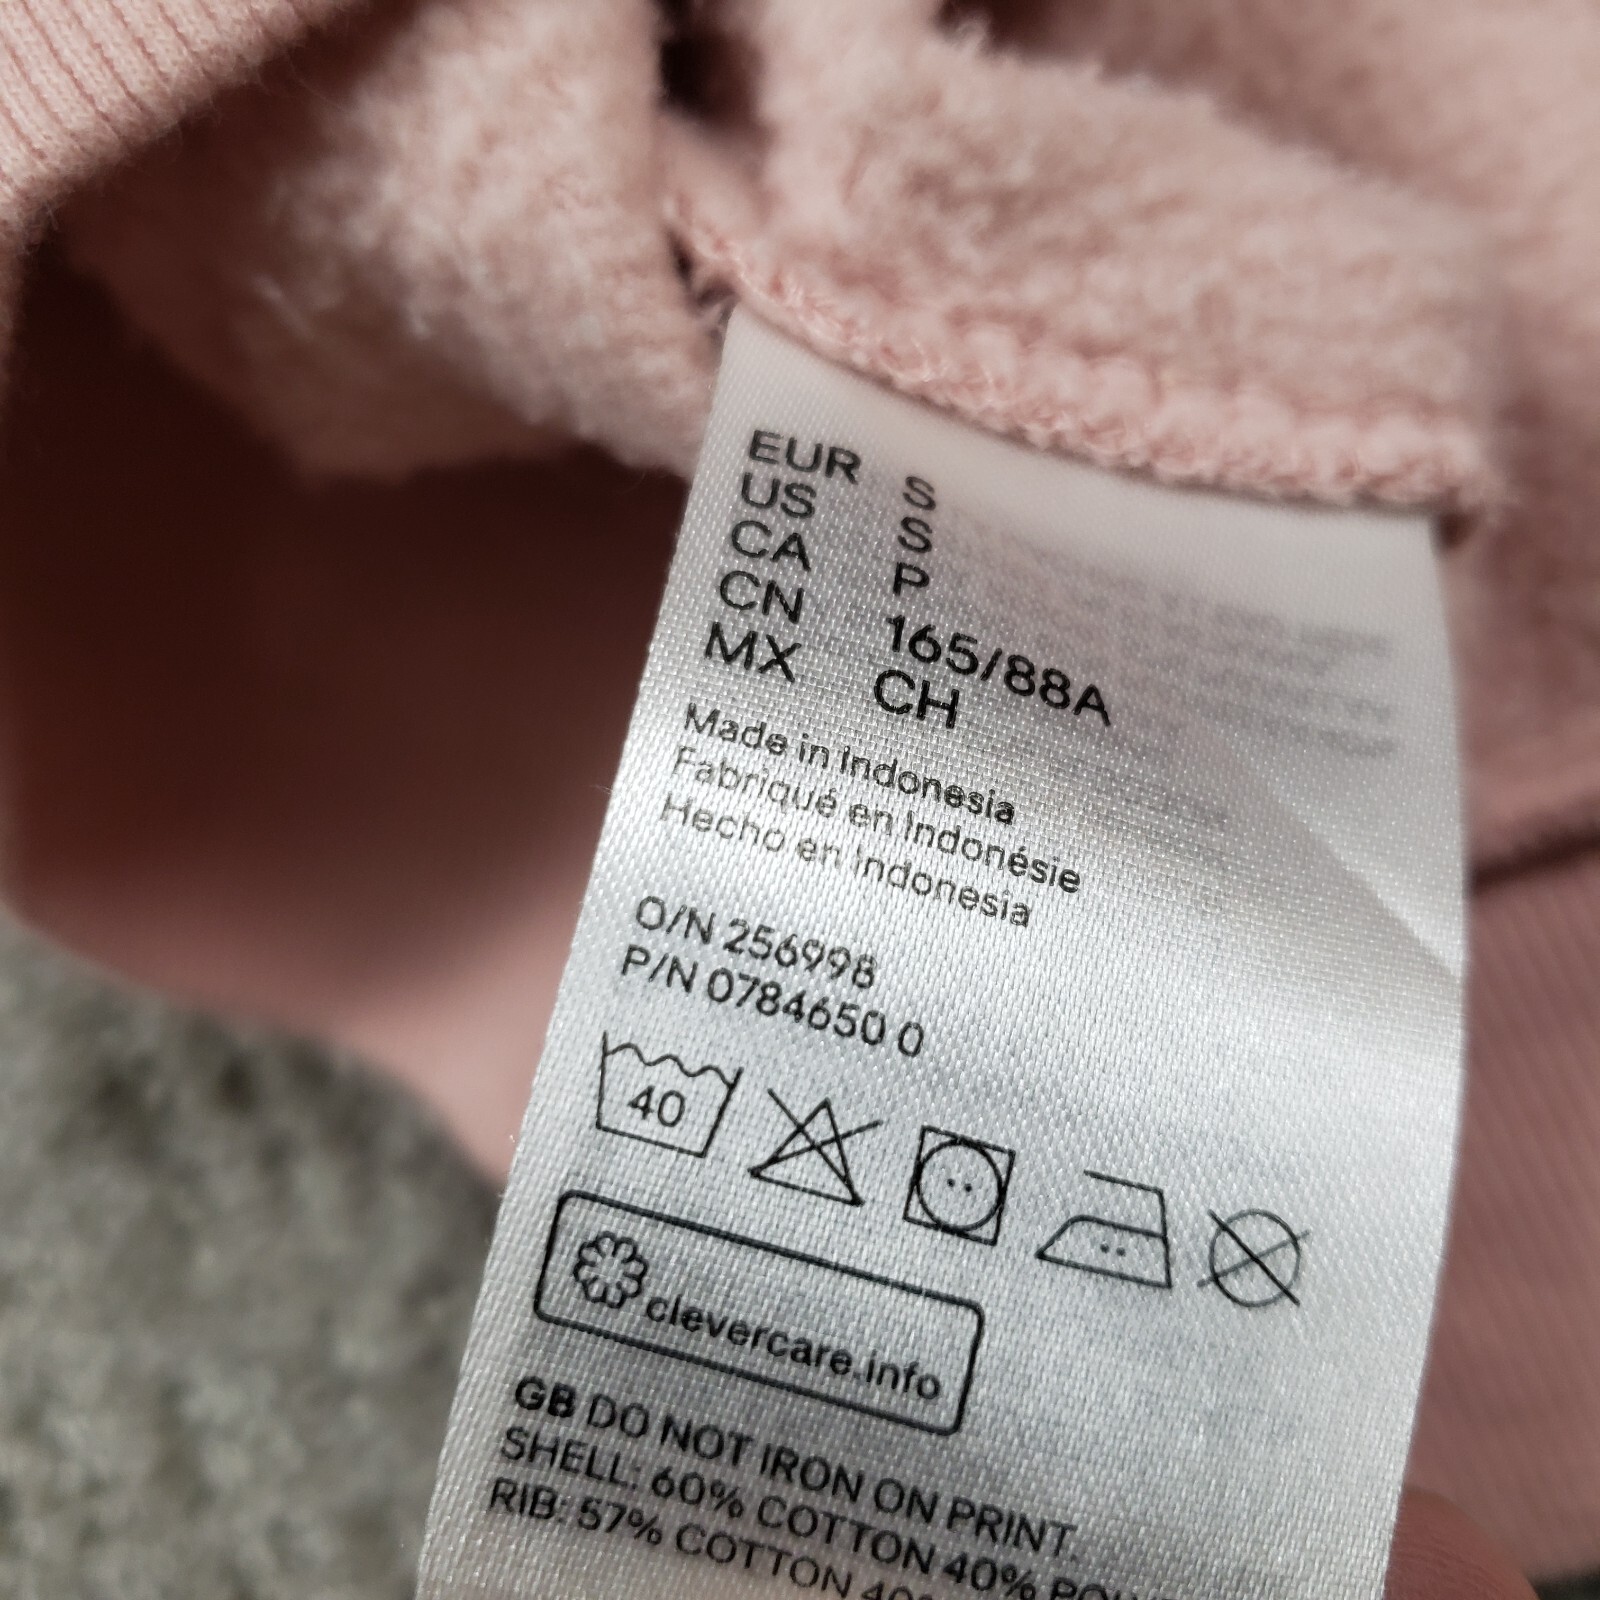 EUR S
US S
CA P
CN 165/88A
MX CH
Made in Indonesia
Fabriqué en Indonésie
Hecho en Indonesia
O/N 256998
P/N 0784650 0
40
clevercare.info
GB DO NOT IRON ON PRINT.
SHELL: 60% COTTON 40%
RIB: 57% COTTON